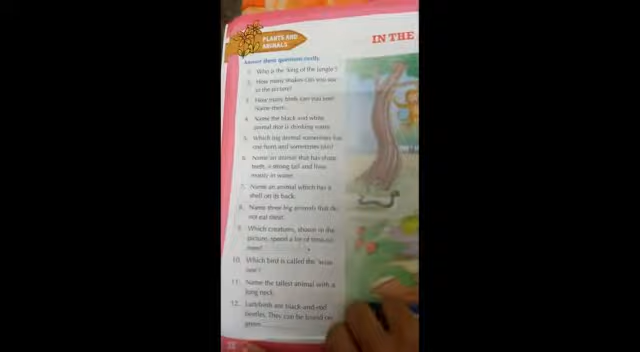 PLANTS AND
ANIMALS
IN THE
Answer these questions orally.
1. Who is the 'king of the jungle'?
2. How many snakes can you see
in the picture?
3. How many birds can you see?
Name them.
4. Name the black and white
animal that is drinking water.
5. Which big animal sometimes has
one horn and sometimes two?
6. Name an animal that has sharp
teeth, a strong tail and lives
mostly in water.
7. Name an animal which has a
shell on its back.
8. Name three big animals that do
not eat meat.
9. Which creatures, shown in the
picture, spend a lot of time on
trees?
10. Which bird is called the 'wise
one'?
11. Name the tallest animal with a
long neck.
12. Ladybirds are black and red
beetles. They can be found on
green